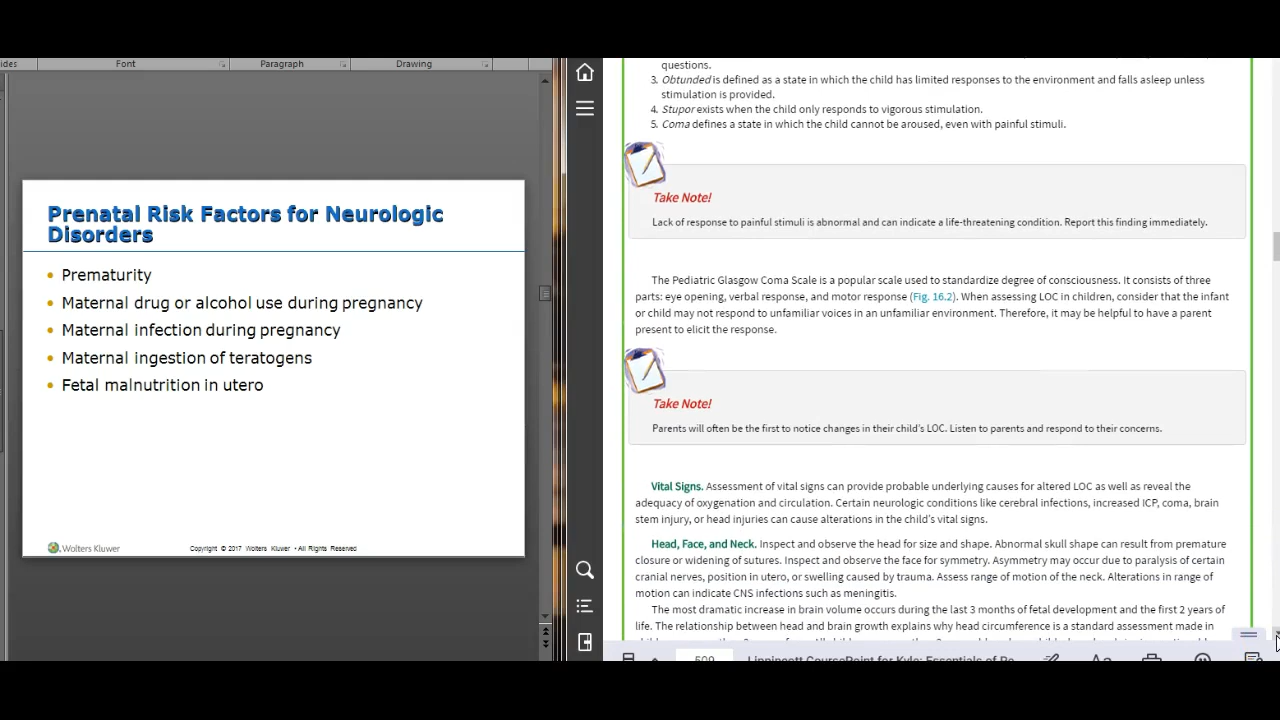 ides
Font
Paragraph
Drawing
Prenatal Risk Factors for Neurologic
Disorders
• Prematurity
• Maternal drug or alcohol use during pregnancy
• Maternal infection during pregnancy
• Maternal ingestion of teratogens
• Fetal malnutrition in utero
Wolters Kluwer
Copyright © 2017 Wolters Kluwer • All Rights Reserved
questions.
3. Obtunded is defined as a state in which the child has limited responses to the environment and falls asleep unless
stimulation is provided.
4. Stupor exists when the child only responds to vigorous stimulation.
5. Coma defines a state in which the child cannot be aroused, even with painful stimuli.
Take Note!
Lack of response to painful stimuli is abnormal and can indicate a life-threatening condition. Report this finding immediately.
The Pediatric Glasgow Coma Scale is a popular scale used to standardize degree of consciousness. It consists of three
parts: eye opening, verbal response, and motor response (Fig. 16.2). When assessing LOC in children, consider that the infant
or child may not respond to unfamiliar voices in an unfamiliar environment. Therefore, it may be helpful to have a parent
present to elicit the response.
Take Note!
Parents will often be the first to notice changes in their child's LOC. Listen to parents and respond to their concerns.
Vital Signs. Assessment of vital signs can provide probable underlying causes for altered LOC as well as reveal the
adequacy of oxygenation and circulation. Certain neurologic conditions like cerebral infections, increased ICP, coma, brain
stem injury, or head injuries can cause alterations in the child's vital signs.
Head, Face, and Neck. Inspect and observe the head for size and shape. Abnormal skull shape can result from premature
closure or widening of sutures. Inspect and observe the face for symmetry. Asymmetry may occur due to paralysis of certain
cranial nerves, position in utero, or swelling caused by trauma. Assess range of motion of the neck. Alterations in range of
motion can indicate CNS infections such as meningitis.
The most dramatic increase in brain volume occurs during the last 3 months of fetal development and the first 2 years of
life. The relationship between head and brain growth explains why head circumference is a standard assessment made in
509
Lippincott CoursePoint for Kyle: Essentials of Pe
Aa